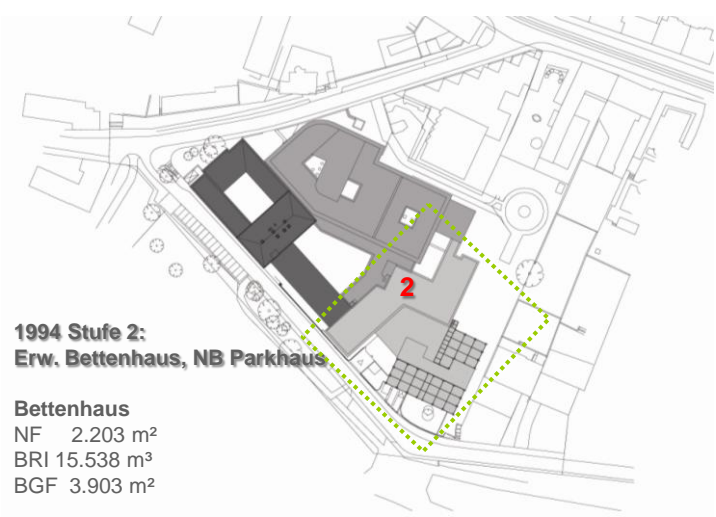 2
1994 Stufe 2:
Erw. Bettenhaus, NB Parkhaus
Bettenhaus
NF 2.203 m²
BRI 15.538 m³
BGF 3.903 m²